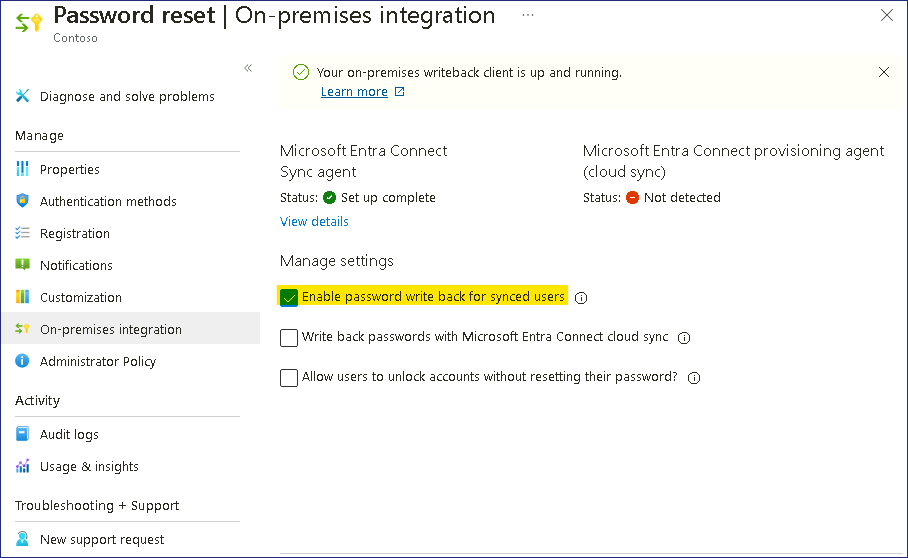 Password reset | On-premises integration ...
Contoso
«
Diagnose and solve problems
Manage
Properties
Authentication methods
Registration
Notifications
Customization
On-premises integration
Administrator Policy
Activity
Audit logs
Usage & insights
Troubleshooting + Support
New support request
Your on-premises writeback client is up and running.
Learn more
Microsoft Entra Connect
Sync agent
Status: Set up complete
View details
Microsoft Entra Connect provisioning agent
(cloud sync)
Status: Not detected
Manage settings
Enable password write back for synced users
Write back passwords with Microsoft Entra Connect cloud sync
Allow users to unlock accounts without resetting their password?